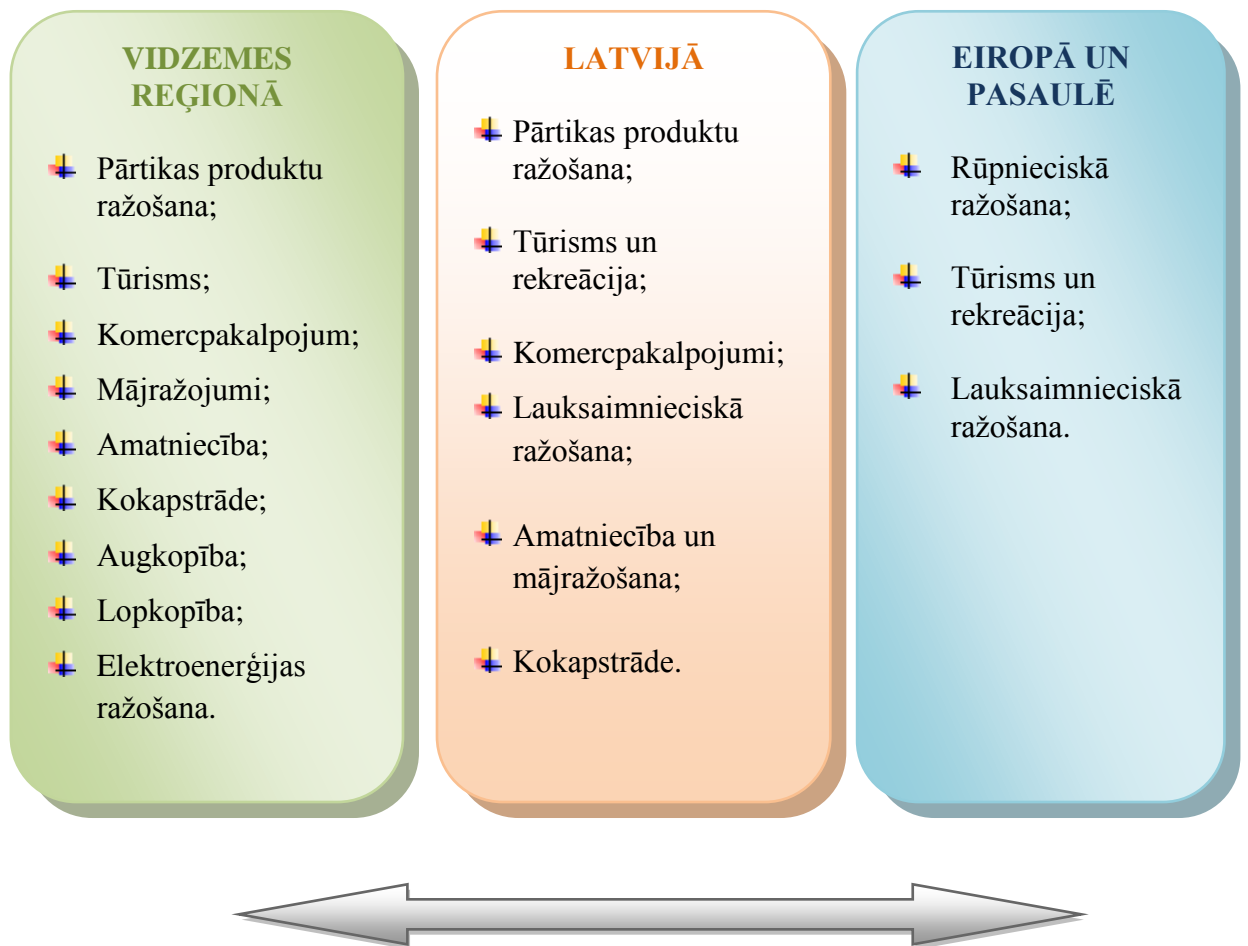 VIDZEMES
REĢIONĀ
Pārtikas produktu
ražošana;
Tūrisms;
Komercpakalpojum;
Mājražojumi;
Amatniecība;
Kokapstrāde;
Augkopība;
Lopkopība;
Elektroenerģijas
ražošana.
LATVIJĀ
Pārtikas produktu
ražošana;
Tūrisms un
rekreācija;
Komercpakalpojumi;
Lauksaimnieciskā
ražošana;
Amatniecība un
mājražošana;
Kokapstrāde.
EIROPĀ UN
PASAULĒ
Rūpnieciskā
ražošana;
Tūrisms un
rekreācija;
Lauksaimnieciskā
ražošana.